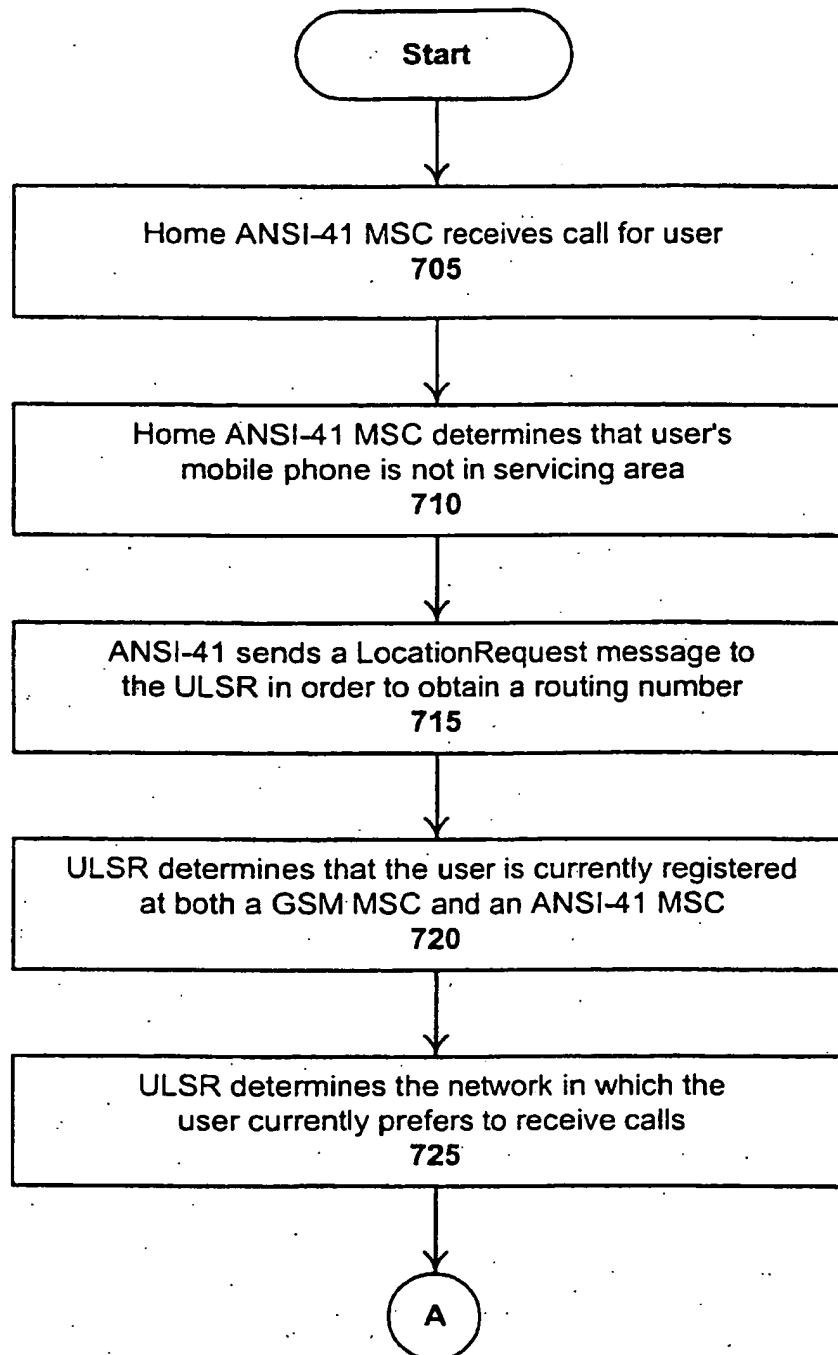 Start
Home ANSI-41 MSC receives call for user
705
Home ANSI-41 MSC determines that user's
mobile phone is not in servicing area
710
ANSI-41 sends a LocationRequest message to
the ULSR in order to obtain a routing number
715
ULSR determines that the user is currently registered
at both a GSM MSC and an ANSI-41 MSC
720
ULSR determines the network in which the
user currently prefers to receive calls
725
A